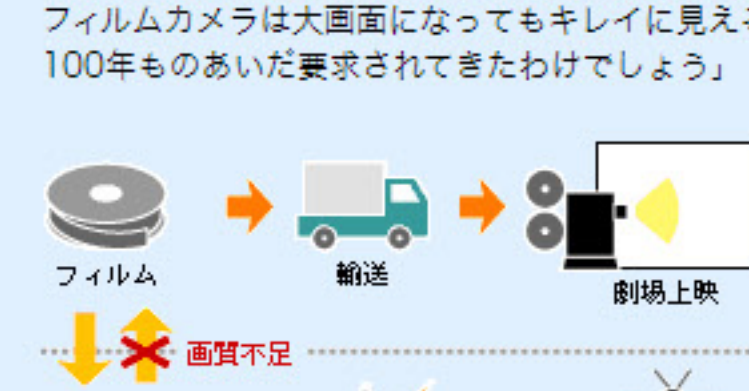 フィルムカメラは大画面になってもキレイに見え
100年ものあいだ要求されてきたわけでしょう」
フィルム
輸送
劇場上映
画質不足